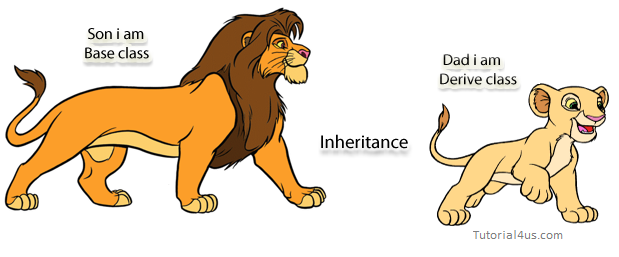 Son i am
Base class
Dad i am
Derive class
Inheritance
Tutorial4us.com